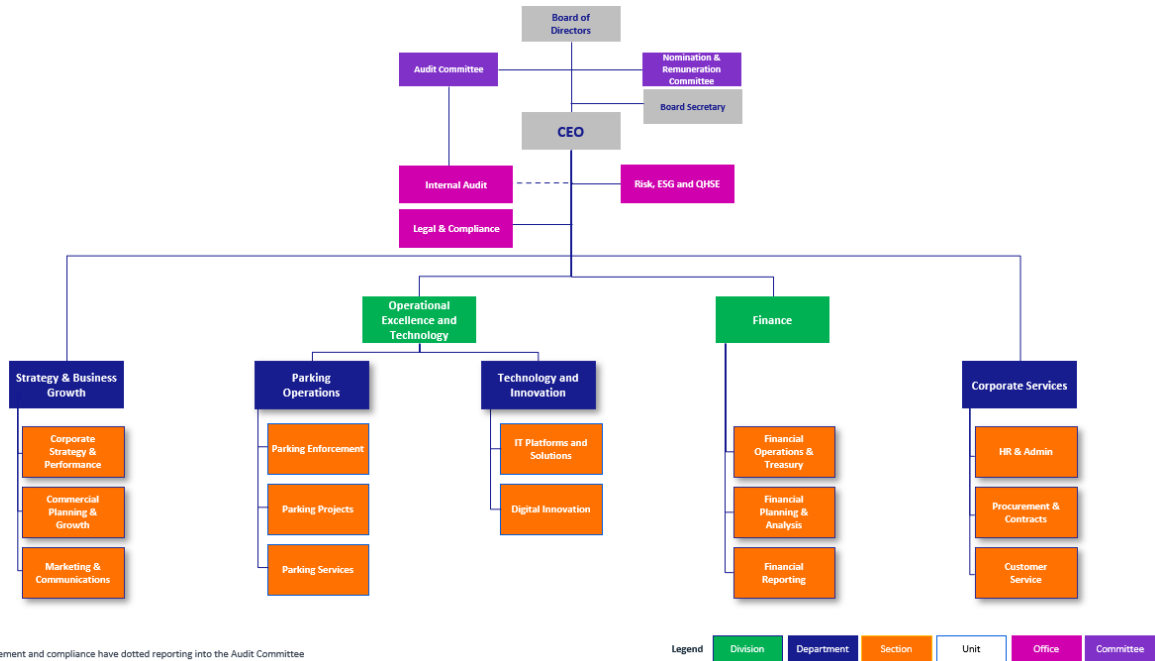 Board of
Directors
Audit Committee
Nomination &
Remuneration
Committee
Board Secretary
CEO
Internal Audit
Risk, ESG and QHSE
Legal & Compliance
Operational
Excellence and
Technology
Finance
Strategy & Business
Growth
Parking
Operations
Technology and
Innovation
Corporate Services
Corporate
Strategy &
Performance
Parking Enforcement
IT Platforms and
Solutions
Financial
Operations &
Treasury
HR & Admin
Commercial
Planning &
Growth
Parking Projects
Digital Innovation
Financial
Planning &
Analysis
Procurement &
Contracts
Marketing &
Communications
Parking Services
Financial
Reporting
Customer
Service
ement and compliance have dotted reporting into the Audit Committee
Legend
Division
Department
Section
Unit
Office
Committee